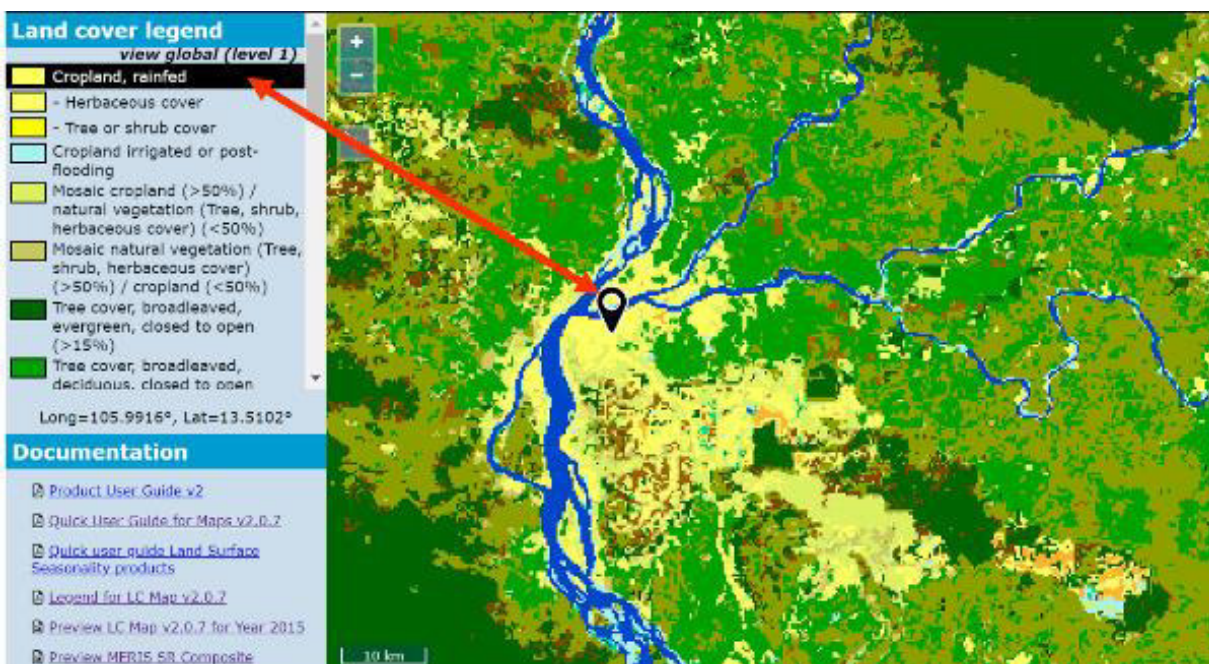 Land cover legend
view global (level 1)
Cropland, rainfed
- Herbaceous cover
- Tree or shrub cover
Cropland irrigated or post-
flooding
Mosaic cropland (>50%) /
natural vegetation (Tree, shrub,
herbaceous cover) (<50%)
Mosaic natural vegetation (Tree,
shrub, herbaceous cover)
(>50%) / cropland (<50%)
Tree cover, broadleaved,
evergreen, closed to open
(>15%)
Tree cover, broadleaved,
deciduous, closed to open
Long=105.9916°, Lat=13.5102°
Documentation
Product User Guide v2
Quick User Guide for Maps v2.0.7
Quick user guide Land Surface
Seasonality products
Legend for LC Map v2.0.7
Preview LC Map v2.0.7 for Year 2015
Preview MERIS SR Composite
+
−
10 km